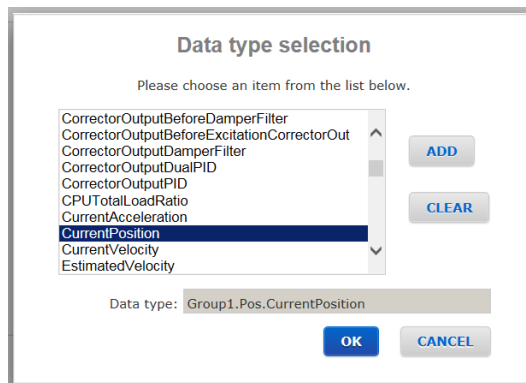 Data type selection
Please choose an item from the list below.
CorrectorOutputBeforeDamperFilter
CorrectorOutputBeforeExcitationCorrectorOut
CorrectorOutputDamperFilter
CorrectorOutputDualPID
CorrectorOutputPID
CPUTotalLoadRatio
CurrentAcceleration
CurrentPosition
CurrentVelocity
EstimatedVelocity
ADD
CLEAR
Data type: Group1.Pos.CurrentPosition
OK CANCEL